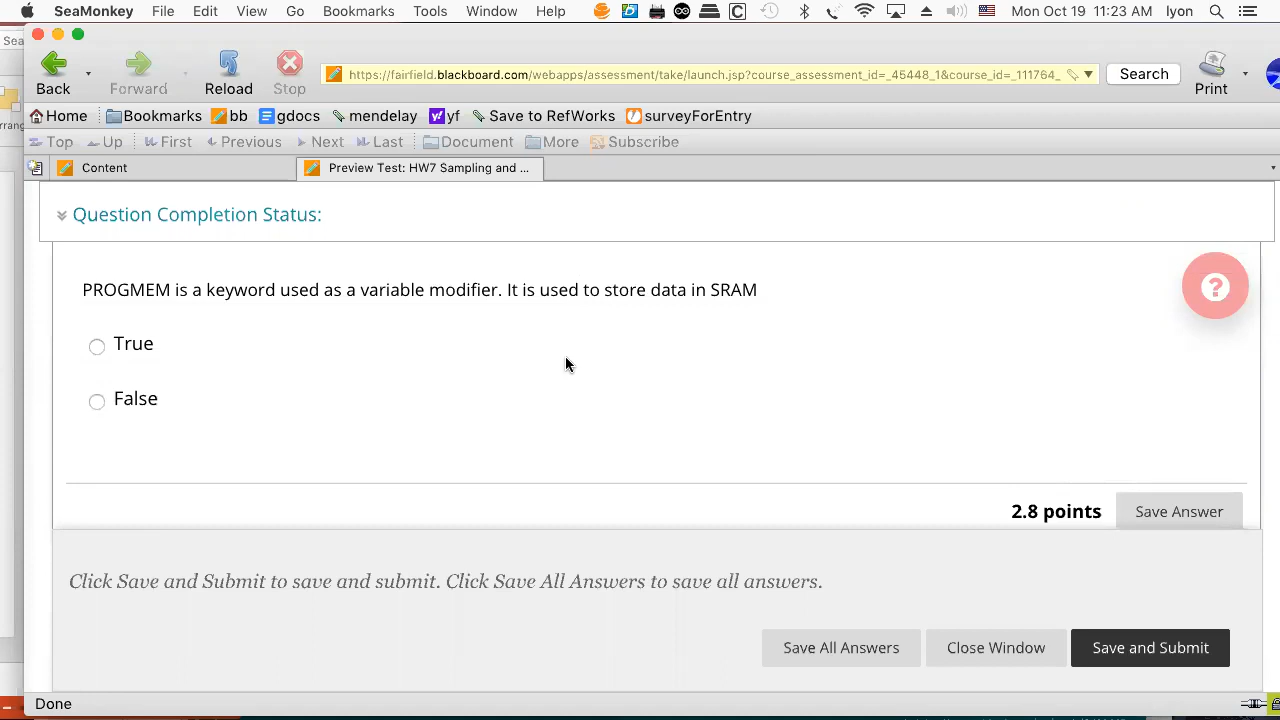 SeaMonkey File Edit View Go Bookmarks Tools Window Help Mon Oct 19 11:23 AM lyon
Sea
Back Forward Reload Stop https://fairfield.blackboard.com/webapps/assessment/take/launch.jsp?course_assessment_id=_45448_1&course_id=_111764_ Search Print
Home Bookmarks bb gdocs mendelay yf Save to RefWorks surveyForEntry
Top Up First Previous Next Last Document More Subscribe
Content Preview Test: HW7 Sampling and ...
Question Completion Status:
PROGMEM is a keyword used as a variable modifier. It is used to store data in SRAM
True
False
2.8 points Save Answer
Click Save and Submit to save and submit. Click Save All Answers to save all answers.
Save All Answers Close Window Save and Submit
Done